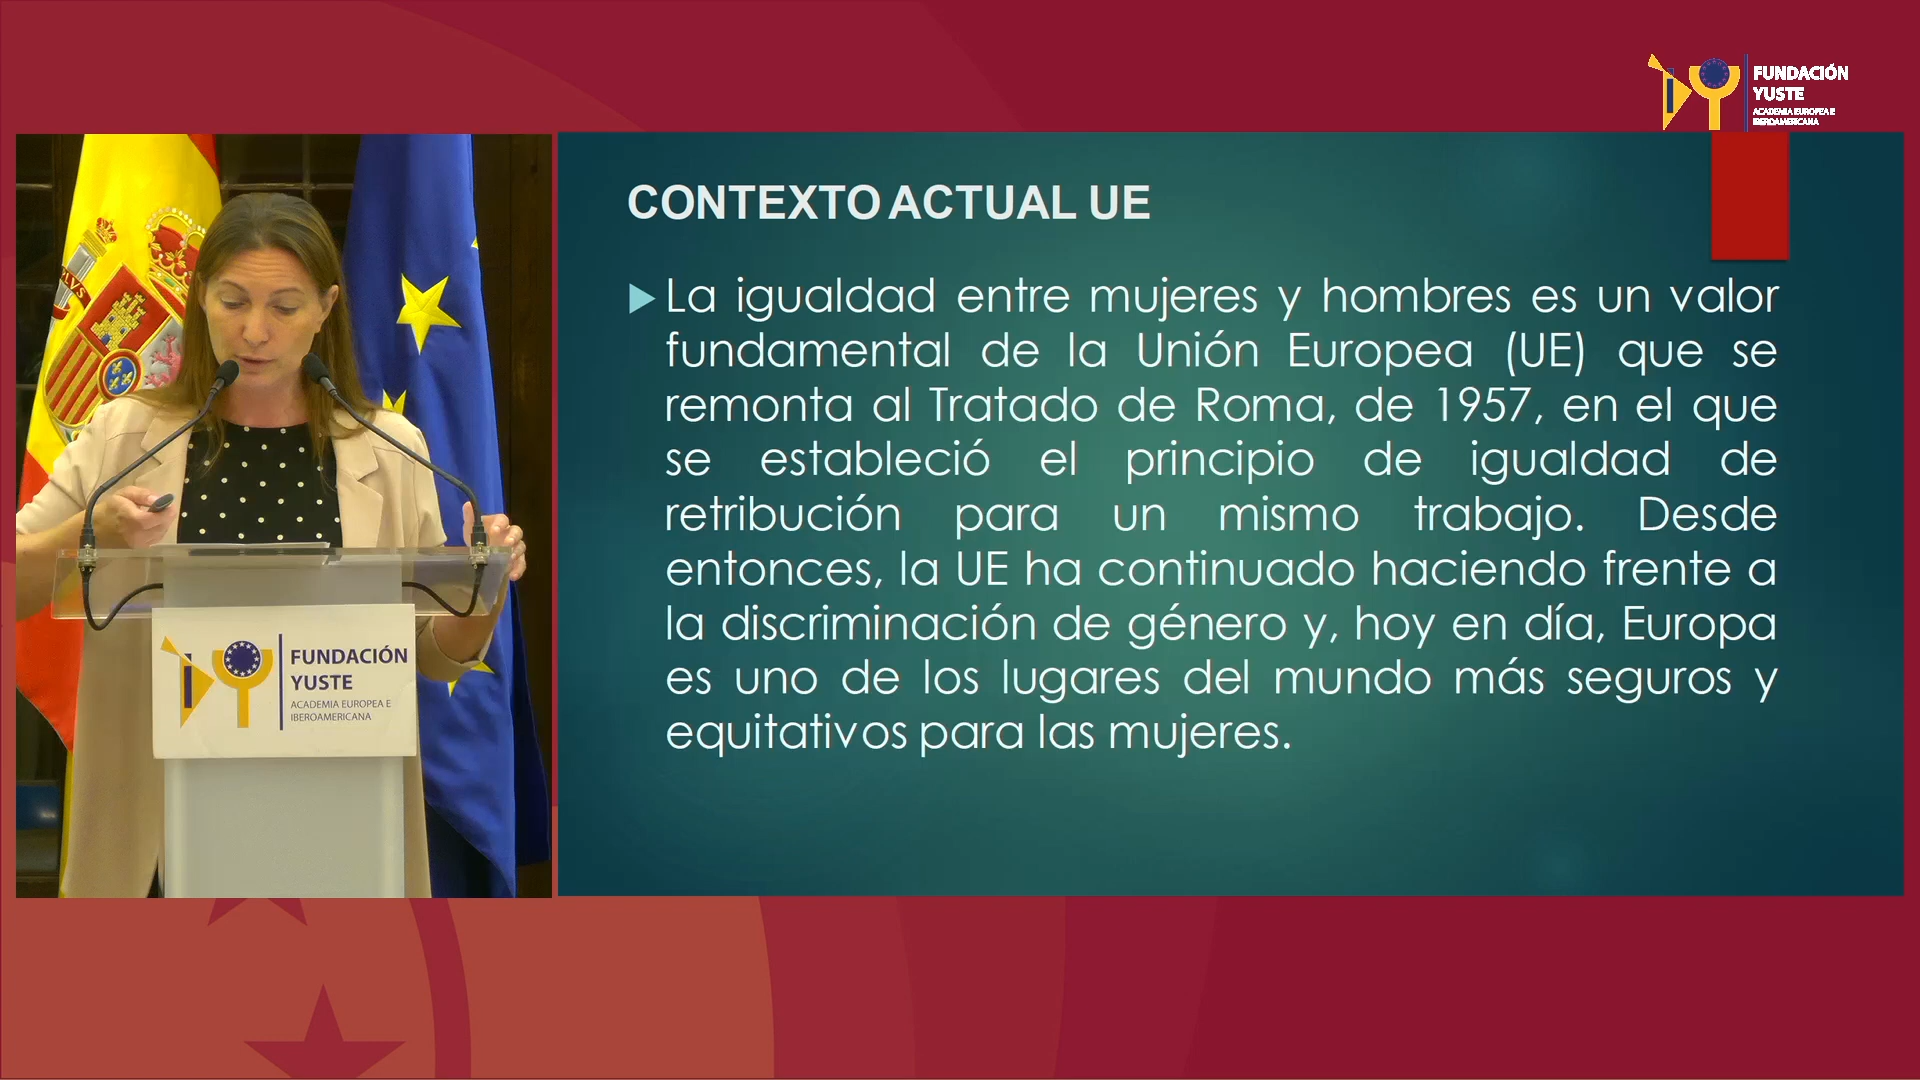 FUNDACIÓN
YUSTE
ACADEMIA EUROPEA E
IBEROAMERICANA
CONTEXTO ACTUAL UE
La igualdad entre mujeres y hombres es un valor
fundamental de la Unión Europea (UE) que se
remonta al Tratado de Roma, de 1957, en el que
se estableció el principio de igualdad de
retribución para un mismo trabajo. Desde
entonces, la UE ha continuado haciendo frente a
la discriminación de género y, hoy en día, Europa
es uno de los lugares del mundo más seguros y
equitativos para las mujeres.
FUNDACIÓN
YUSTE
ACADEMIA EUROPEA E
IBEROAMERICANA